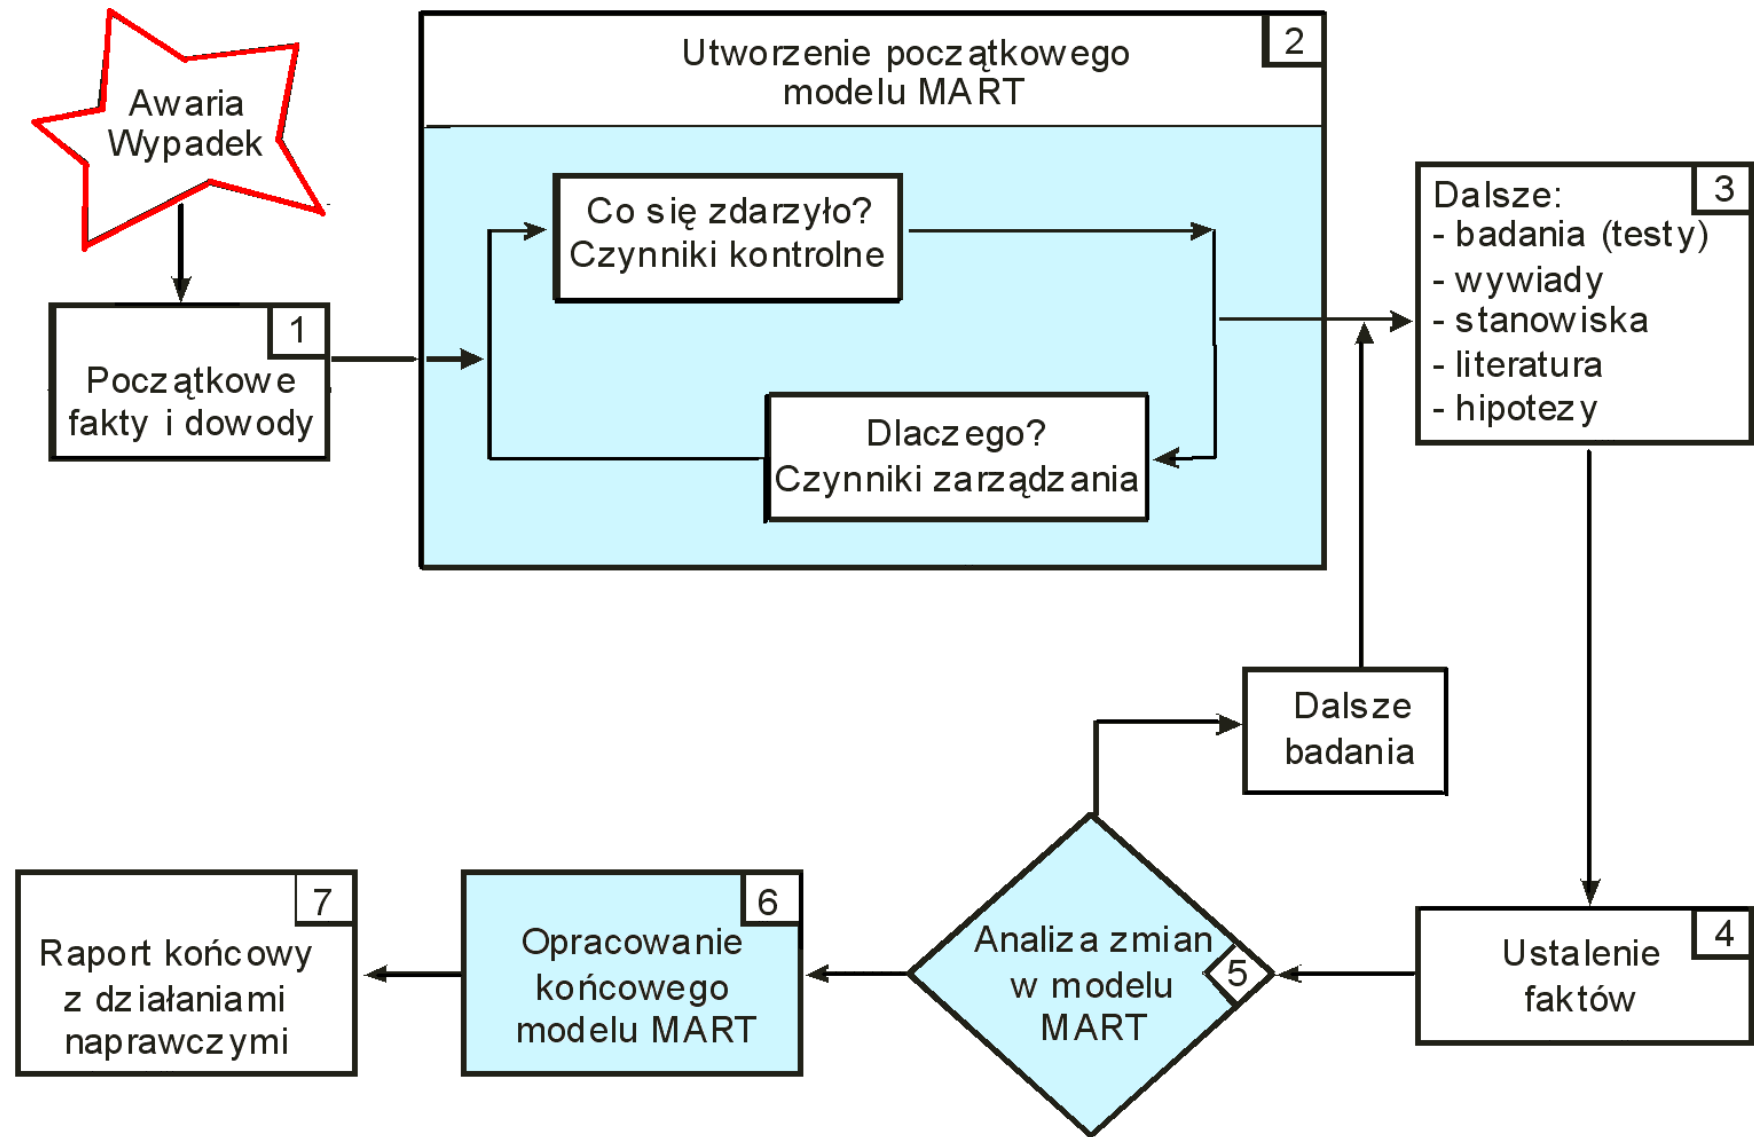 Awaria
Wypadek
1
Początkowe
fakty i dowody
2
Utworzenie początkowego
modelu MART
Co się zdarzyło?
Czynniki kontrolne
Dlaczego?
Czynniki zarządzania
3
Dalsze:
- badania (testy)
- wywiady
- stanowiska
- literatura
- hipotezy
4
Ustalenie
faktów
5
Analiza zmian
w modelu
MART
Dalsze
badania
6
Opracowanie
końcowego
modelu MART
7
Raport końcowy
z działaniami
naprawczymi